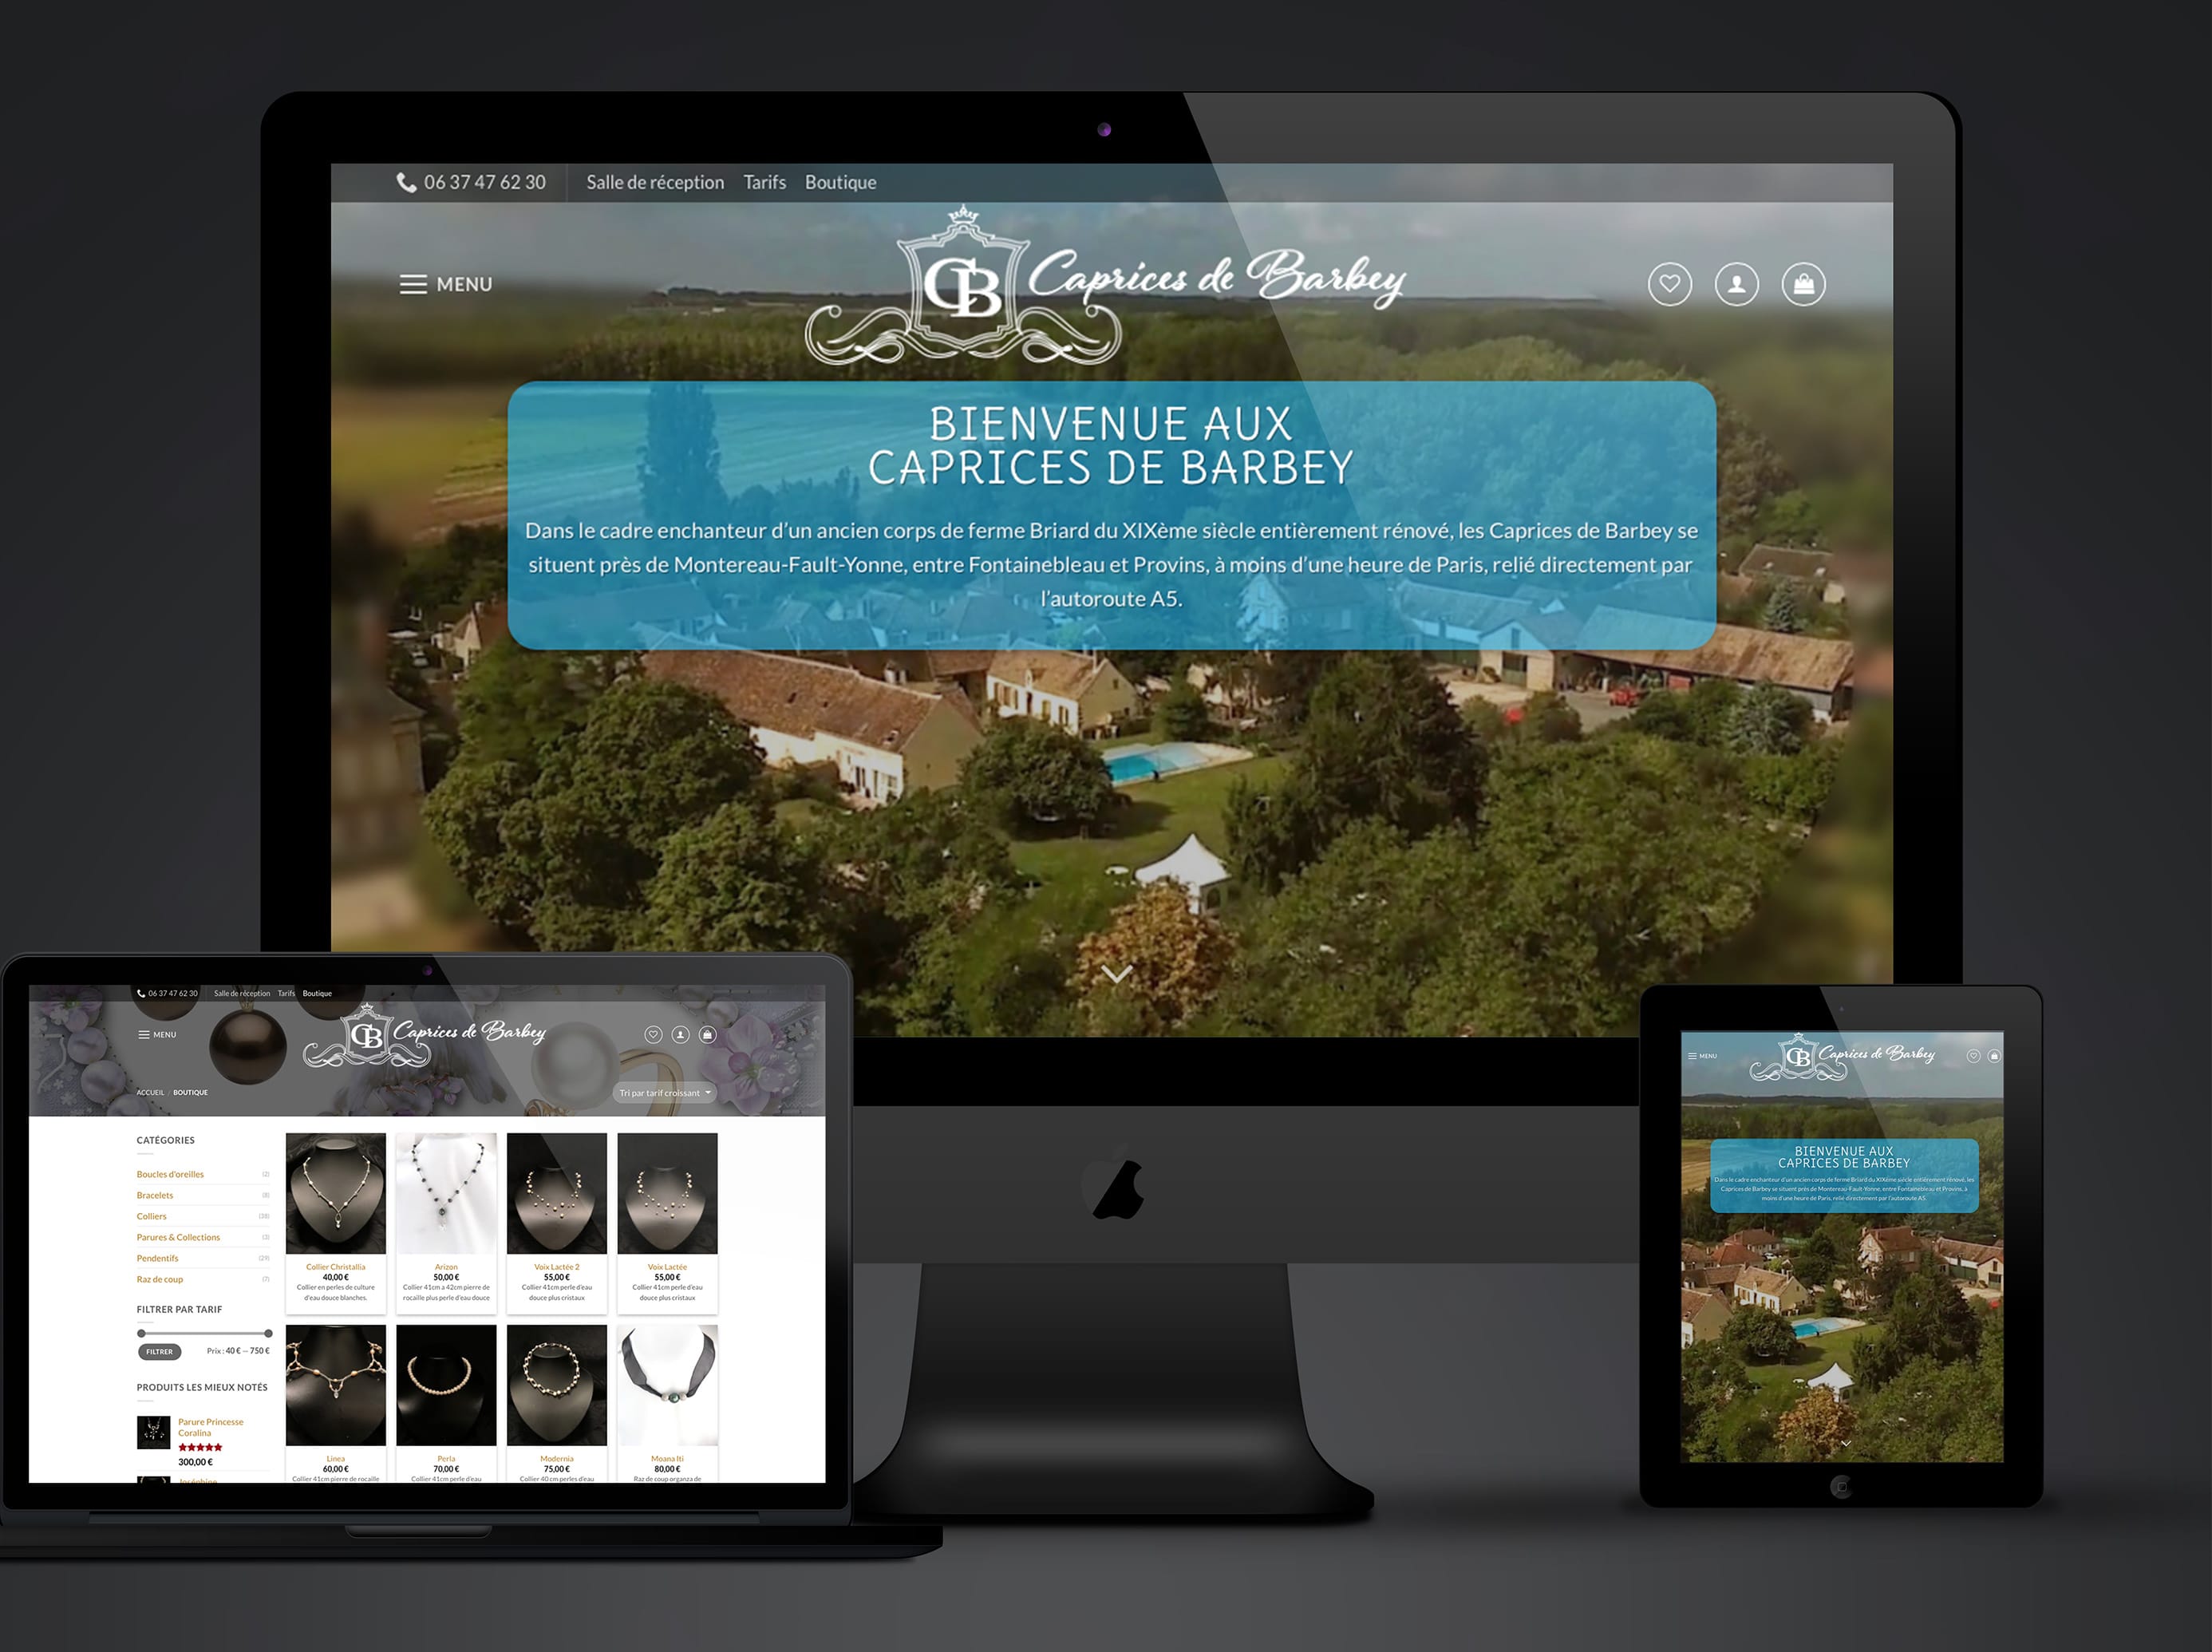 06 37 47 62 30
Salle de réception Tarifs Boutique
MENU
CB Caprices de Barbey
BIENVENUE AUX
CAPRICES DE BARBEY
Dans le cadre enchanteur d'un ancien corps de ferme Briard du XIXème siècle entièrement rénové, les Caprices de Barbey se
situent près de Montereau-Fault-Yonne, entre Fontainebleau et Provins, à moins d'une heure de Paris, relié directement par
l'autoroute A5.
06 37 47 62 30 Salle de réception Tarifs Boutique
MENU
CB Caprices de Barbey
ACCUEIL / BOUTIQUE
Tri par tarif croissant
CATÉGORIES
Boucles d'oreilles (2)
Bracelets (8)
Colliers (38)
Parures & Collections (3)
Pendentifs (29)
Raz de coup (7)
FILTRER PAR TARIF
FILTRER
Prix : 40 € — 750 €
PRODUITS LES MIEUX NOTÉS
Parure Princesse
Coralina
300,00 €
Joséphine
Collier Christallia
40,00 €
Collier en perles de culture
d'eau douce blanches.
Arizon
50,00 €
Collier 41cm a 42cm pierre de
rocaille plus perle d'eau douce
Voix Lactée 2
55,00 €
Collier 41cm perle d'eau
douce plus cristaux
Voix Lactée
55,00 €
Collier 41cm perle d'eau
douce plus cristaux
Linea
60,00 €
Collier 41cm pierre de rocaille
Perla
70,00 €
Collier 41cm perle d'eau
Modernia
75,00 €
Collier 40 cm perles d'eau
Moana Iti
80,00 €
Raz de coup organza de
MENU
CB Caprices de Barbey
BIENVENUE AUX
CAPRICES DE BARBEY
Dans le cadre enchanteur d'un ancien corps de ferme Briard du XIXème siècle entièrement rénové, les
Caprices de Barbey se situent près de Montereau-Fault-Yonne, entre Fontainebleau et Provins, à
moins d'une heure de Paris, relié directement par l'autoroute A5.